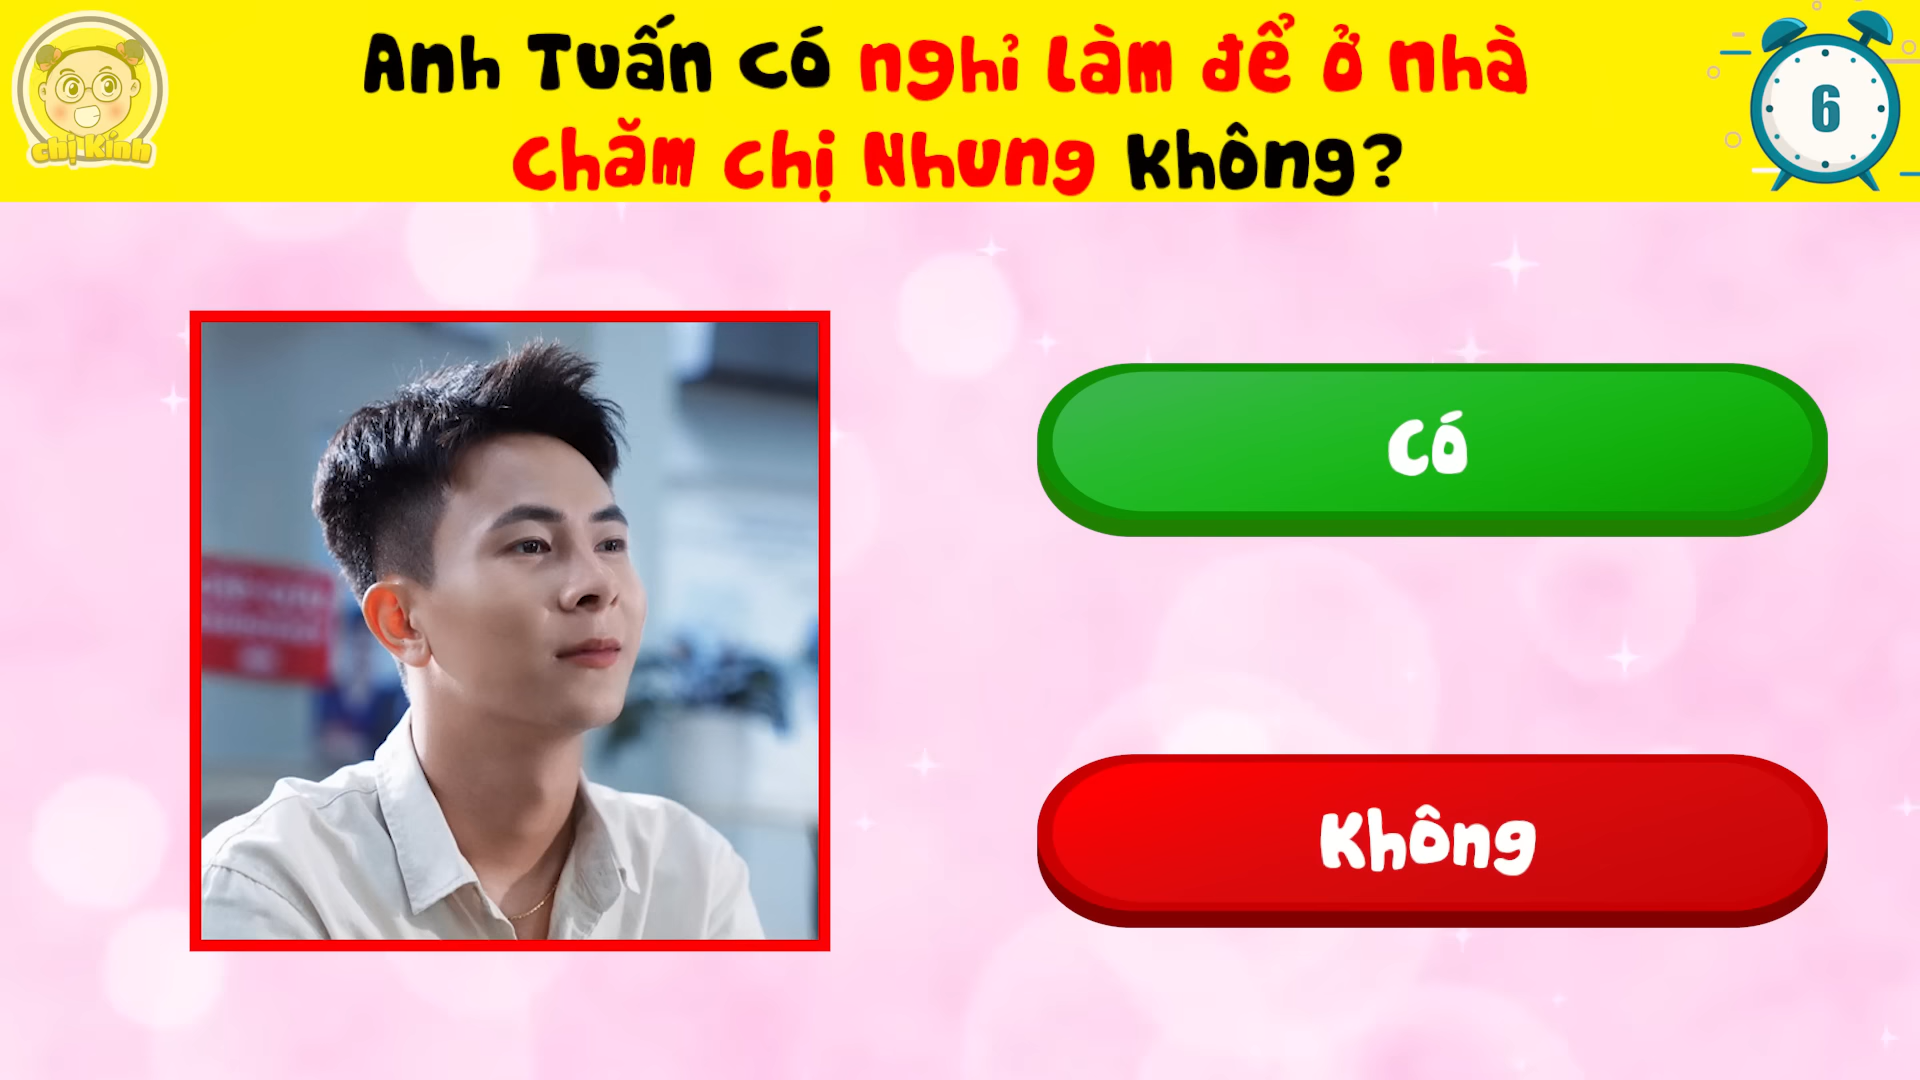 Anh Tuấn có nghỉ làm để ở nhà
chăm chị Nhung không?
chị Kính
6
Có
Không